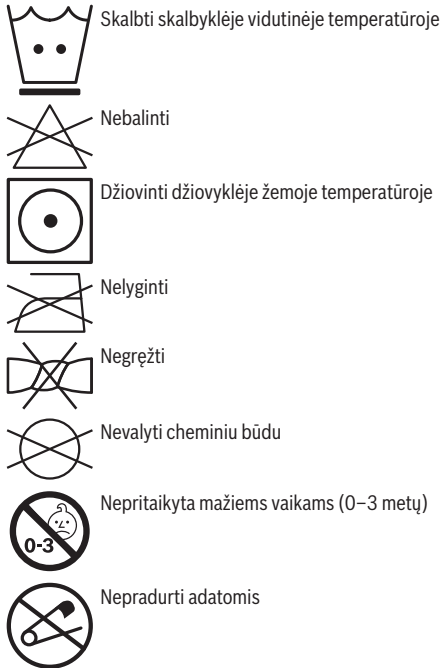 Skalbti skalbyklėje vidutinėje temperatūroje
Nebalinti
Džiovinti džiovyklėje žemoje temperatūroje
Nelyginti
Negręžti
Nevalyti cheminiu būdu
Nepritaikyta mažiems vaikams (0–3 metų)
0-3
Nepradurti adatomis